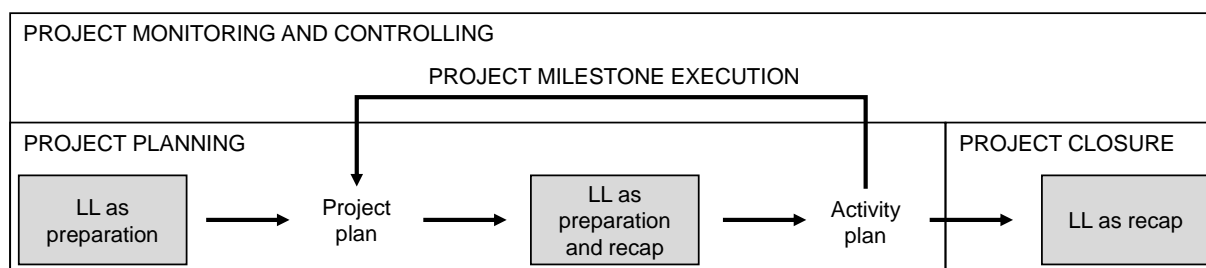 PROJECT MONITORING AND CONTROLLING
PROJECT MILESTONE EXECUTION
PROJECT PLANNING
PROJECT CLOSURE
LL as
preparation
Project
plan
LL as
preparation
and recap
Activity
plan
LL as recap